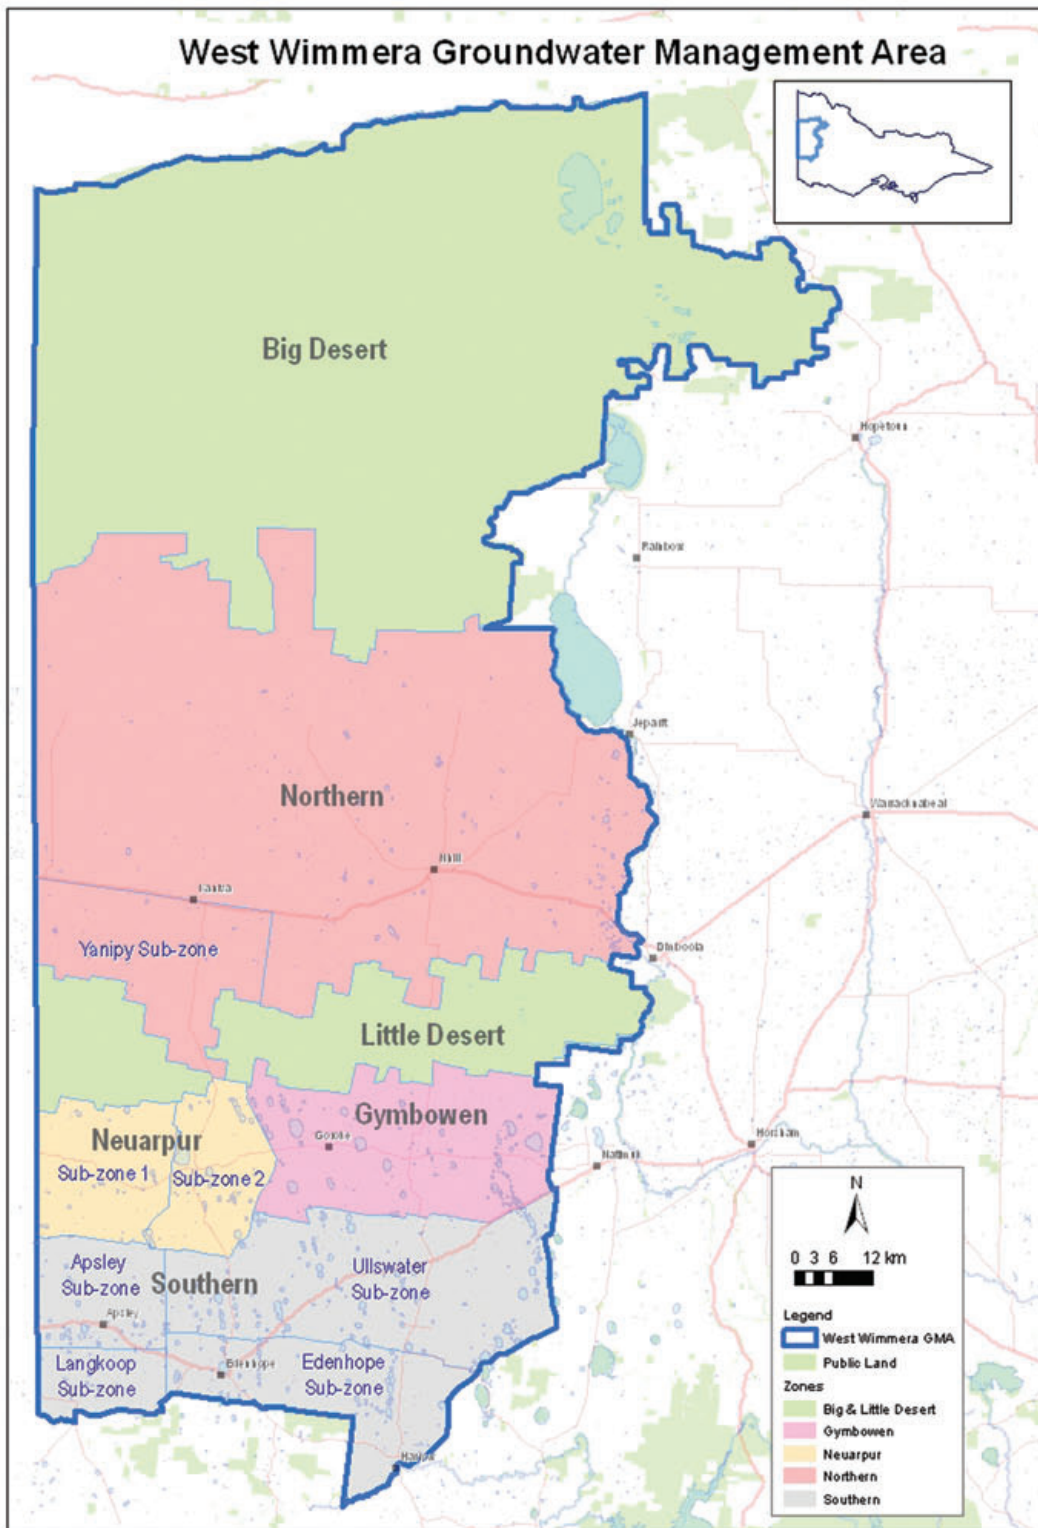 West Wimmera Groundwater Management Area
Big Desert
Hopetoun
Rainbow
Jeparit
Northern
Warracknabeal
Nhill
Kaniva
Yanipy Sub-zone
Dimboola
Little Desert
Gymbowen
Goroke
Neuarpur
Sub-zone 1
Sub-zone 2
Horsham
Natimuk
N
0 3 6 12 km
Apsley
Sub-zone
Southern
Ullswater
Sub-zone
Apsley
Langkoop
Sub-zone
Edenhope
Edenhope
Sub-zone
Harrow
Legend
West Wimmera GMA
Public Land
Zones
Big & Little Desert
Gymbowen
Neuarpur
Northern
Southern